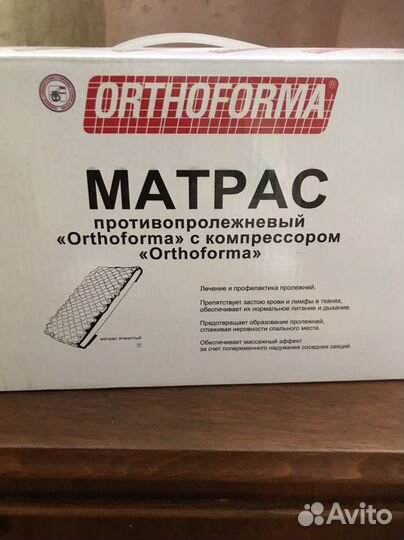 ORTHOFORMA®
МАТРАС
противопролежневый
«Orthoforma» с компрессором
«Orthoforma»
Лечение и профилактика пролежней.
Препятствует застою крови и лимфы в тканях,
обеспечивает их нормальное питание и дыхание.
Предотвращает образование пролежней,
сглаживая неровности спального места.
Обеспечивает массажный эффект
за счет попеременного надувания соседних секций.
МАТРАС ЯЧЕИСТЫЙ
Avito